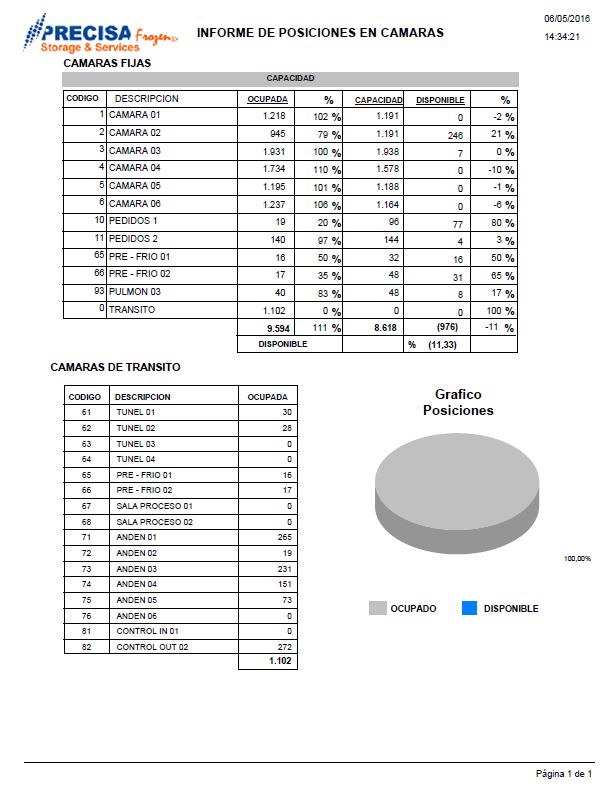 PRECISA Frozen
Storage & Services
INFORME DE POSICIONES EN CAMARAS
06/05/2016
14:34:21
CAMARAS FIJAS
CAPACIDAD
CODIGO DESCRIPCION OCUPADA % CAPACIDAD DISPONIBLE %
1 CAMARA 01 1.218 102 % 1.191 0 -2 %
2 CAMARA 02 945 79 % 1.191 246 21 %
3 CAMARA 03 1.931 100 % 1.938 7 0 %
4 CAMARA 04 1.734 110 % 1.578 0 -10 %
5 CAMARA 05 1.195 101 % 1.188 0 -1 %
6 CAMARA 06 1.237 106 % 1.164 0 -6 %
10 PEDIDOS 1 19 20 % 96 77 80 %
11 PEDIDOS 2 140 97 % 144 4 3 %
65 PRE - FRIO 01 16 50 % 32 16 50 %
66 PRE - FRIO 02 17 35 % 48 31 65 %
93 PULMON 03 40 83 % 48 8 17 %
0 TRANSITO 1.102 0 % 0 0 100 %
9.594 111 % 8.618 (976) -11 %
DISPONIBLE % (11,33)
CAMARAS DE TRANSITO
CODIGO DESCRIPCION OCUPADA
61 TUNEL 01 30
62 TUNEL 02 28
63 TUNEL 03 0
64 TUNEL 04 0
65 PRE - FRIO 01 16
66 PRE - FRIO 02 17
67 SALA PROCESO 01 0
68 SALA PROCESO 02 0
71 ANDEN 01 265
72 ANDEN 02 19
73 ANDEN 03 231
74 ANDEN 04 151
75 ANDEN 05 73
76 ANDEN 06 0
81 CONTROL IN 01 0
82 CONTROL OUT 02 272
1.102
Grafico
Posiciones
100,00%
OCUPADO DISPONIBLE
Página 1 de 1